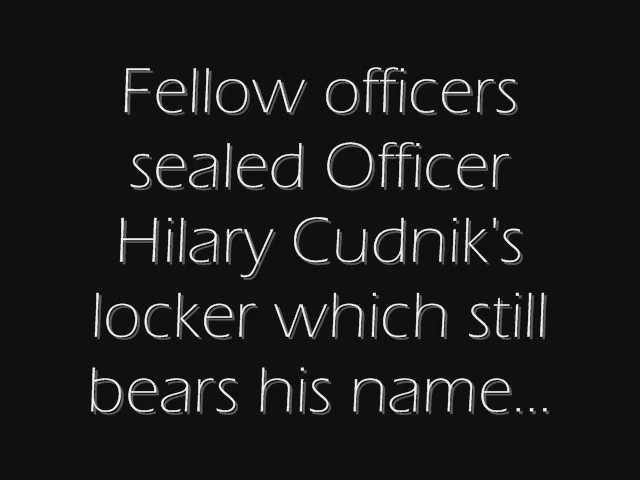 Fellow officers
sealed Officer
Hilary Cudnik's
locker which still
bears his name...